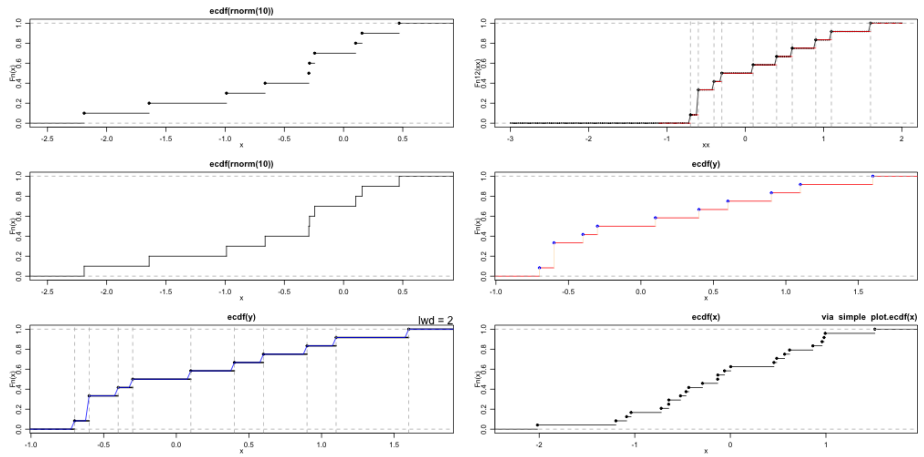 ecdf(rnorm(10))
Fn(x)
0.0 0.2 0.4 0.6 0.8 1.0
-2.5 -2.0 -1.5 -1.0 -0.5 0.0 0.5
x
Fn12(xx)
0.0 0.2 0.4 0.6 0.8 1.0
-3 -2 -1 0 1 2
xx
ecdf(rnorm(10))
Fn(x)
0.0 0.2 0.4 0.6 0.8 1.0
-2.5 -2.0 -1.5 -1.0 -0.5 0.0 0.5
x
ecdf(y)
Fn(x)
0.0 0.2 0.4 0.6 0.8 1.0
-1.0 -0.5 0.0 0.5 1.0 1.5
x
ecdf(y)
lwd = 2
Fn(x)
0.0 0.2 0.4 0.6 0.8 1.0
-1.0 -0.5 0.0 0.5 1.0 1.5
x
ecdf(x)
via simple plot.ecdf(x)
Fn(x)
0.0 0.2 0.4 0.6 0.8 1.0
-2 -1 0 1
x